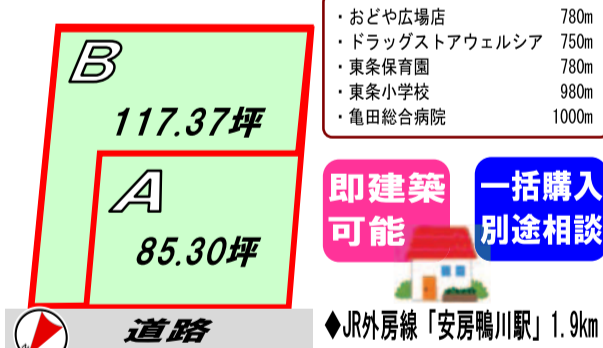 B
117.37坪
A
85.30坪
道路
・おどや広場店 780m
・ドラッグストアウェルシア 750m
・東条保育園 780m
・東条小学校 980m
・亀田総合病院 1000m
即建築
可能
一括購入
別途相談
◆JR外房線「安房鴨川駅」1.9km